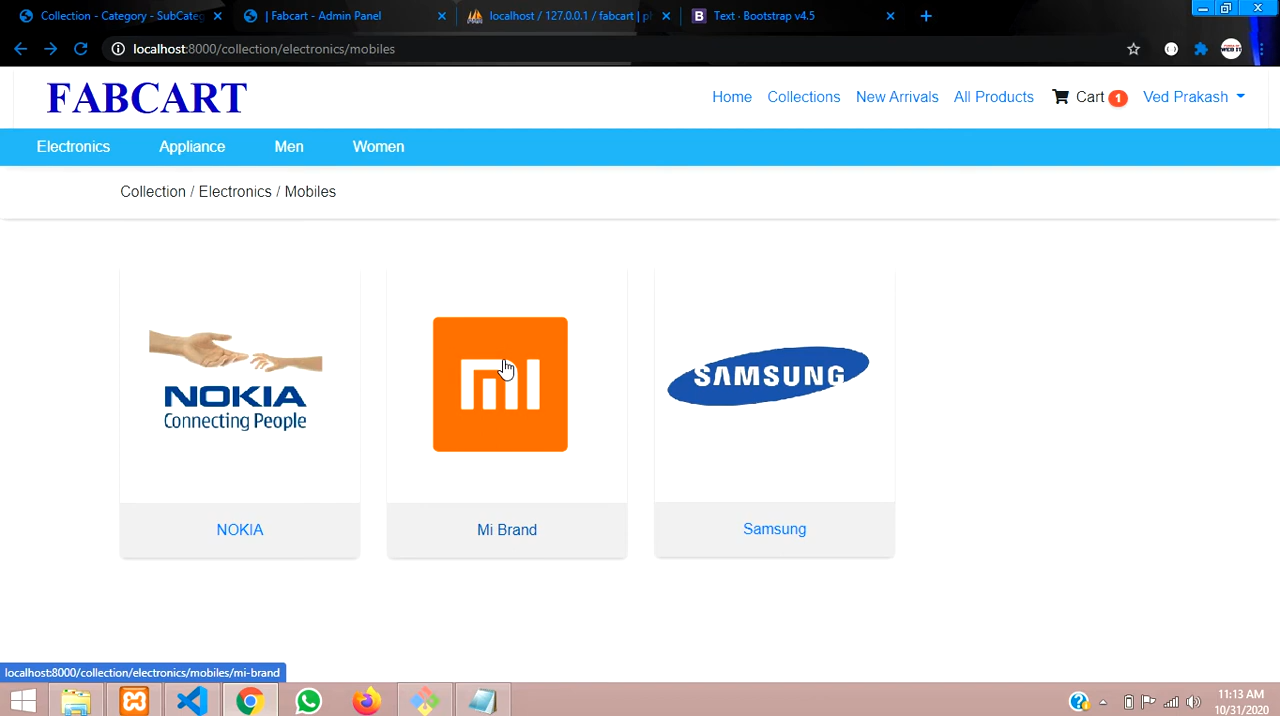 Collection - Category - SubCateg
| Fabcart - Admin Panel
localhost / 127.0.0.1 / fabcart | ph
B Text · Bootstrap v4.5
localhost:8000/collection/electronics/mobiles
FABCART
Home Collections New Arrivals All Products Cart 1 Ved Prakash
Electronics Appliance Men Women
Collection / Electronics / Mobiles
NOKIA
Connecting People
mi
SAMSUNG
NOKIA Mi Brand Samsung
localhost:8000/collection/electronics/mobiles/mi-brand
11:13 AM
10/31/2020